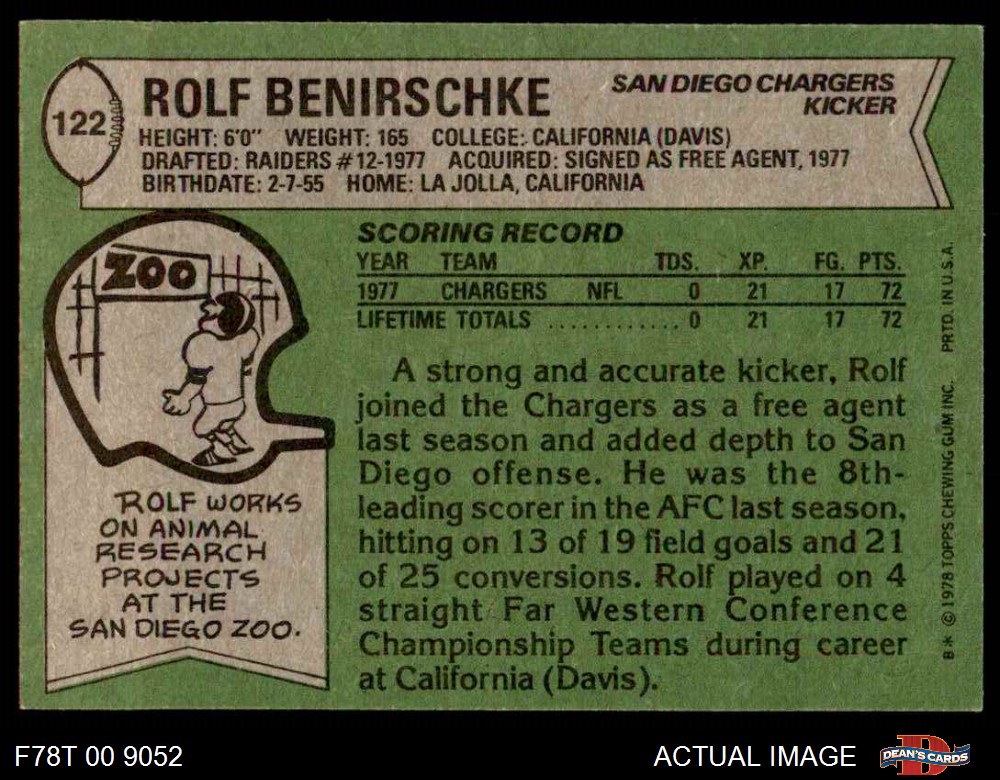 122
ROLF BENIRSCHKE
SAN DIEGO CHARGERS
KICKER
HEIGHT: 6'0" WEIGHT: 165 COLLEGE: CALIFORNIA (DAVIS)
DRAFTED: RAIDERS #12-1977 ACQUIRED: SIGNED AS FREE AGENT, 1977
BIRTHDATE: 2-7-55 HOME: LA JOLLA, CALIFORNIA
ZOO
ROLF WORKS
ON ANIMAL
RESEARCH
PROJECTS
AT THE
SAN DIEGO ZOO.
SCORING RECORD
YEAR TEAM TDS. XP. FG. PTS.
1977 CHARGERS NFL 0 21 17 72
LIFETIME TOTALS ............ 0 21 17 72
A strong and accurate kicker, Rolf
joined the Chargers as a free agent
last season and added depth to San
Diego offense. He was the 8th-
leading scorer in the AFC last season,
hitting on 13 of 19 field goals and 21
of 25 conversions. Rolf played on 4
straight Far Western Conference
Championship Teams during career
at California (Davis).
B* © 1978 TOPPS CHEWING GUM INC. PRTD. IN U.S.A.
F78T 00 9052
ACTUAL IMAGE
D
DEAN'S CARDS